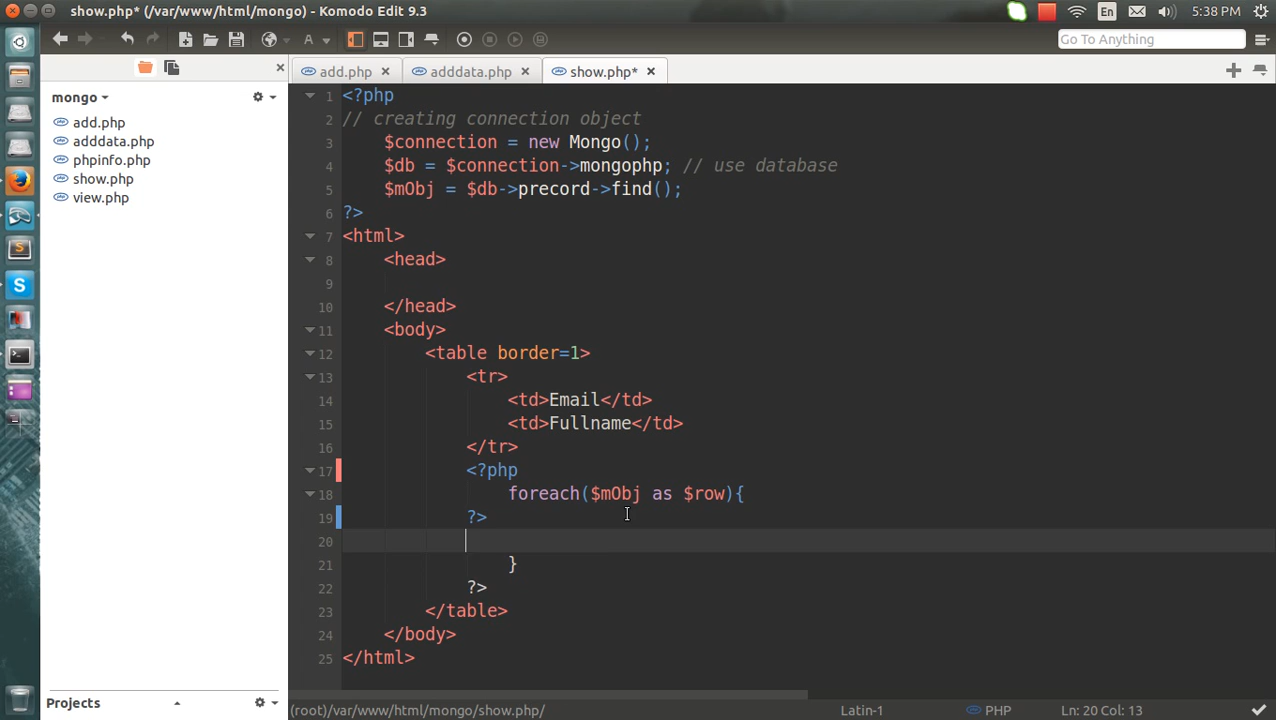 show.php* (/var/www/html/mongo) - Komodo Edit 9.3
En
5:38 PM
A
Go To Anything
add.php
adddata.php
show.php*
mongo
add.php
adddata.php
phpinfo.php
show.php
view.php
1 <?php
2 // creating connection object
3 $connection = new Mongo();
4 $db = $connection->mongophp; // use database
5 $mObj = $db->precord->find();
6 ?>
7 <html>
8 <head>
9
10 </head>
11 <body>
12 <table border=1>
13 <tr>
14 <td>Email</td>
15 <td>Fullname</td>
16 </tr>
17 <?php
18 foreach($mObj as $row){
19 ?>
20
21 }
22 ?>
23 </table>
24 </body>
25 </html>
Projects
(root)/var/www/html/mongo/show.php/
Latin-1
PHP
Ln: 20 Col: 13